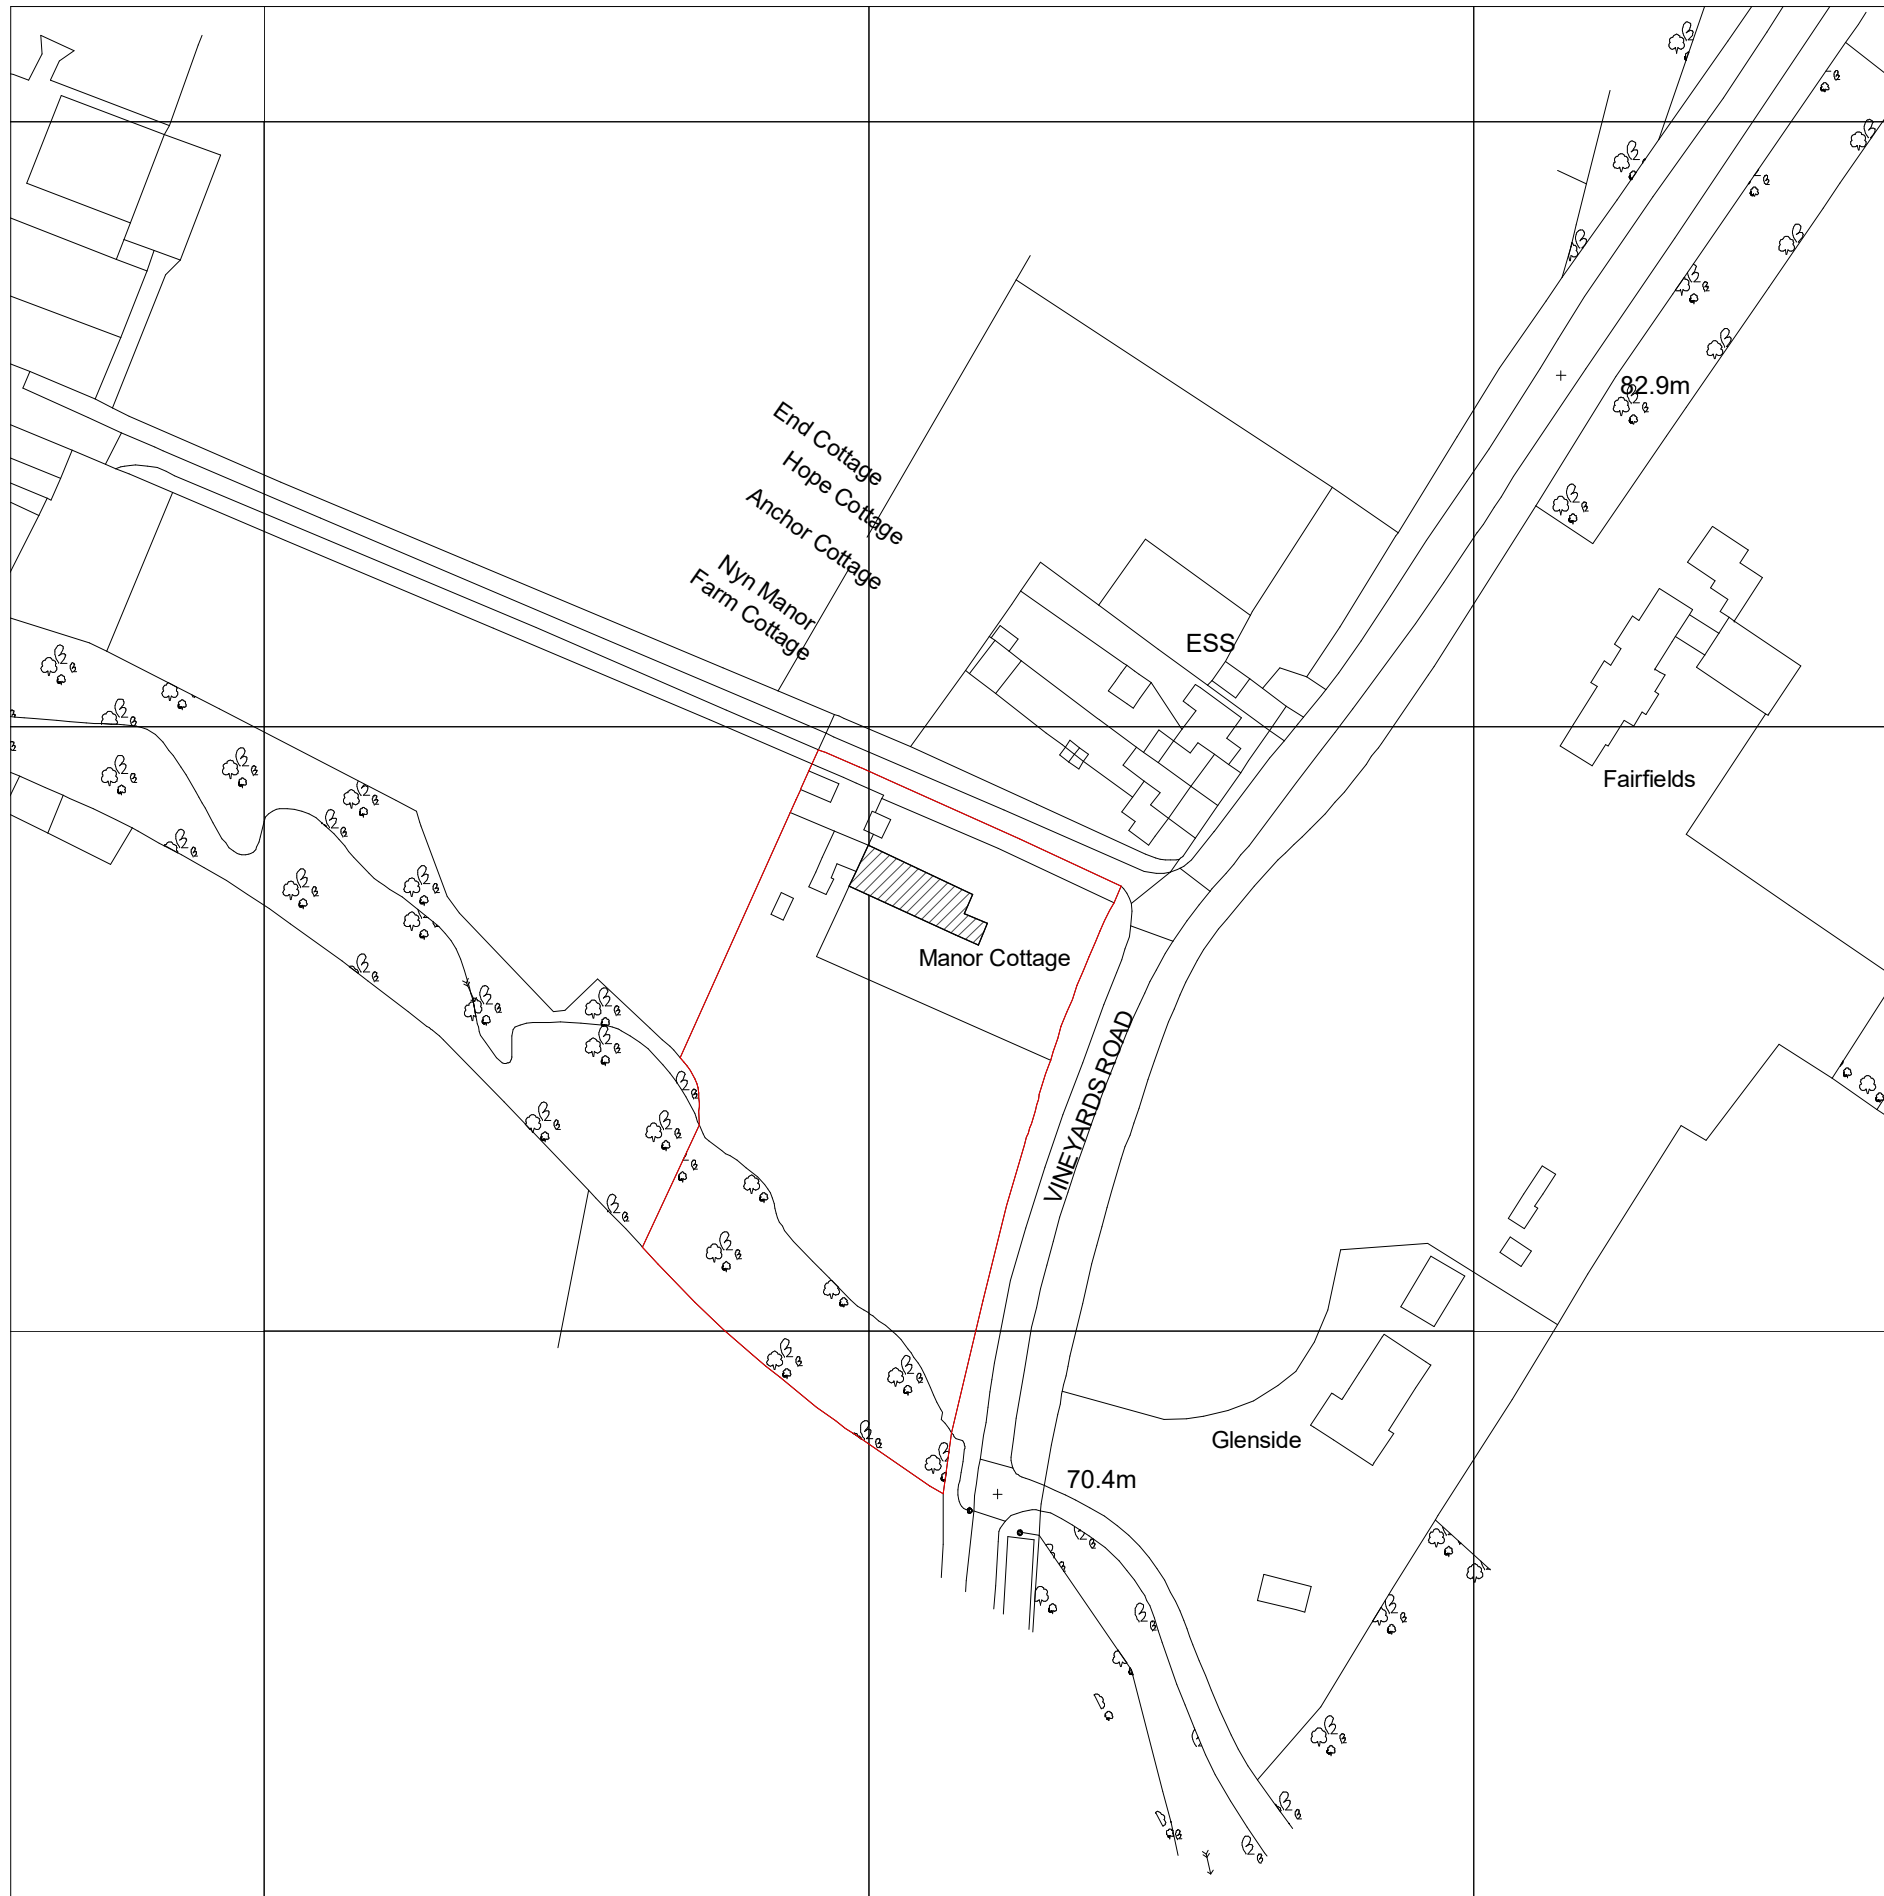 82.9m
End Cottage
Hope Cottage
Anchor Cottage
Nyn Manor
Farm Cottage
ESS
Fairfields
Manor Cottage
VINEYARDS ROAD
Glenside
70.4m